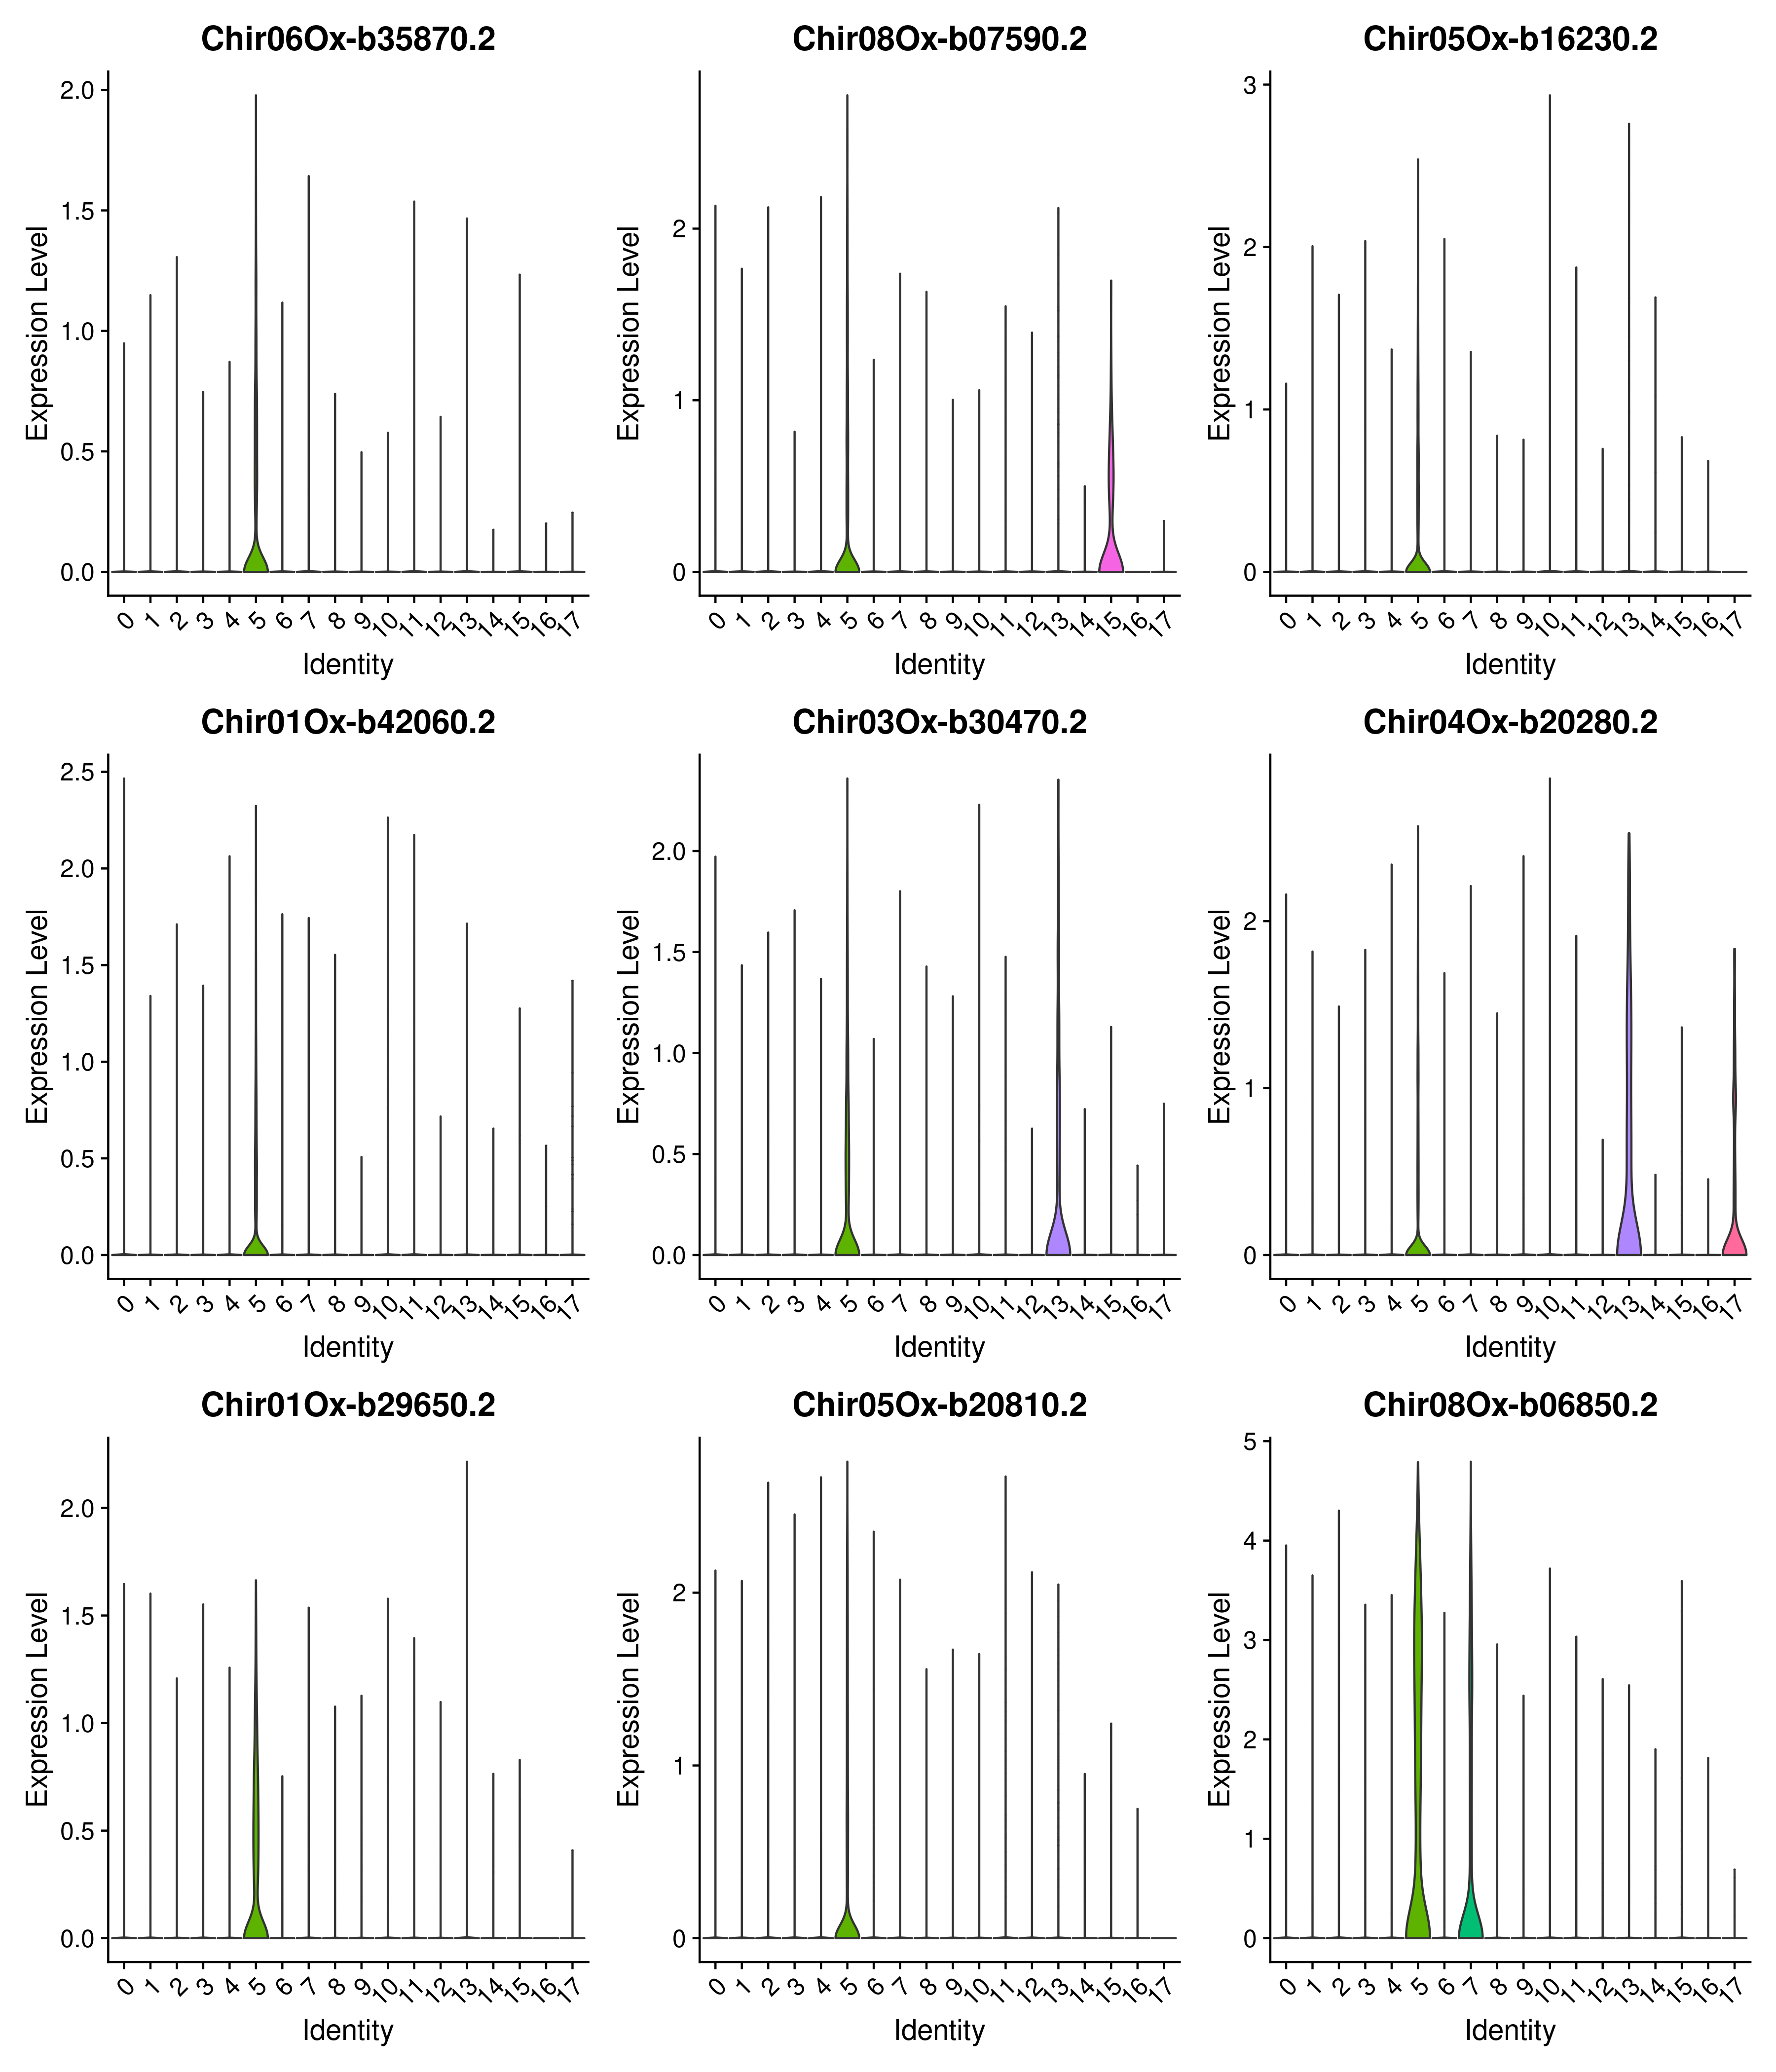 Chir06Ox-b35870.2 Chir08Ox-b07590.2 Chir05Ox-b16230.2
Expression Level
2.0
1.5
1.0
0.5
0.0
0 1 2 3 4 5 6 7 8 9 10 11 12 13 14 15 16 17
Identity
Expression Level
2
1
0
0 1 2 3 4 5 6 7 8 9 10 11 12 13 14 15 16 17
Identity
Expression Level
3
2
1
0
0 1 2 3 4 5 6 7 8 9 10 11 12 13 14 15 16 17
Identity
Chir01Ox-b42060.2 Chir03Ox-b30470.2 Chir04Ox-b20280.2
Expression Level
2.5
2.0
1.5
1.0
0.5
0.0
0 1 2 3 4 5 6 7 8 9 10 11 12 13 14 15 16 17
Identity
Expression Level
2.0
1.5
1.0
0.5
0.0
0 1 2 3 4 5 6 7 8 9 10 11 12 13 14 15 16 17
Identity
Expression Level
2
1
0
0 1 2 3 4 5 6 7 8 9 10 11 12 13 14 15 16 17
Identity
Chir01Ox-b29650.2 Chir05Ox-b20810.2 Chir08Ox-b06850.2
Expression Level
2.0
1.5
1.0
0.5
0.0
0 1 2 3 4 5 6 7 8 9 10 11 12 13 14 15 16 17
Identity
Expression Level
2
1
0
0 1 2 3 4 5 6 7 8 9 10 11 12 13 14 15 16 17
Identity
Expression Level
5
4
3
2
1
0
0 1 2 3 4 5 6 7 8 9 10 11 12 13 14 15 16 17
Identity